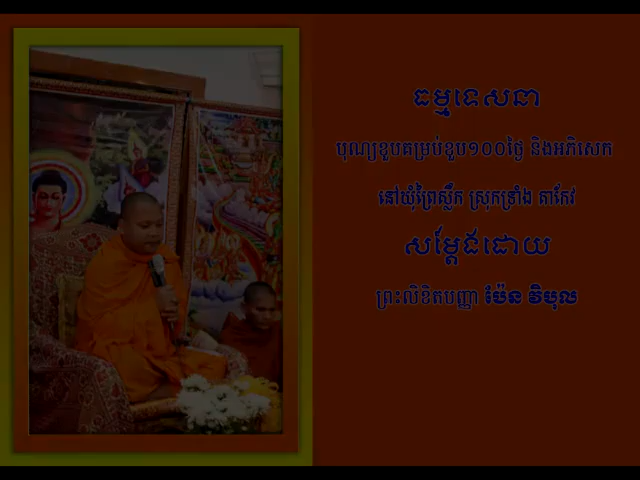 ធម្មទេសនា
បុណ្យខួបគម្រប់ខួប១០០ថ្ងៃ និងអភិសេក
នៅឃុំព្រៃស្លឹក ស្រុកទ្រាំង តាកែវ
សម្ដែងដោយ
ព្រះលិខិតបញ្ញា ប៉ែន វិបុល